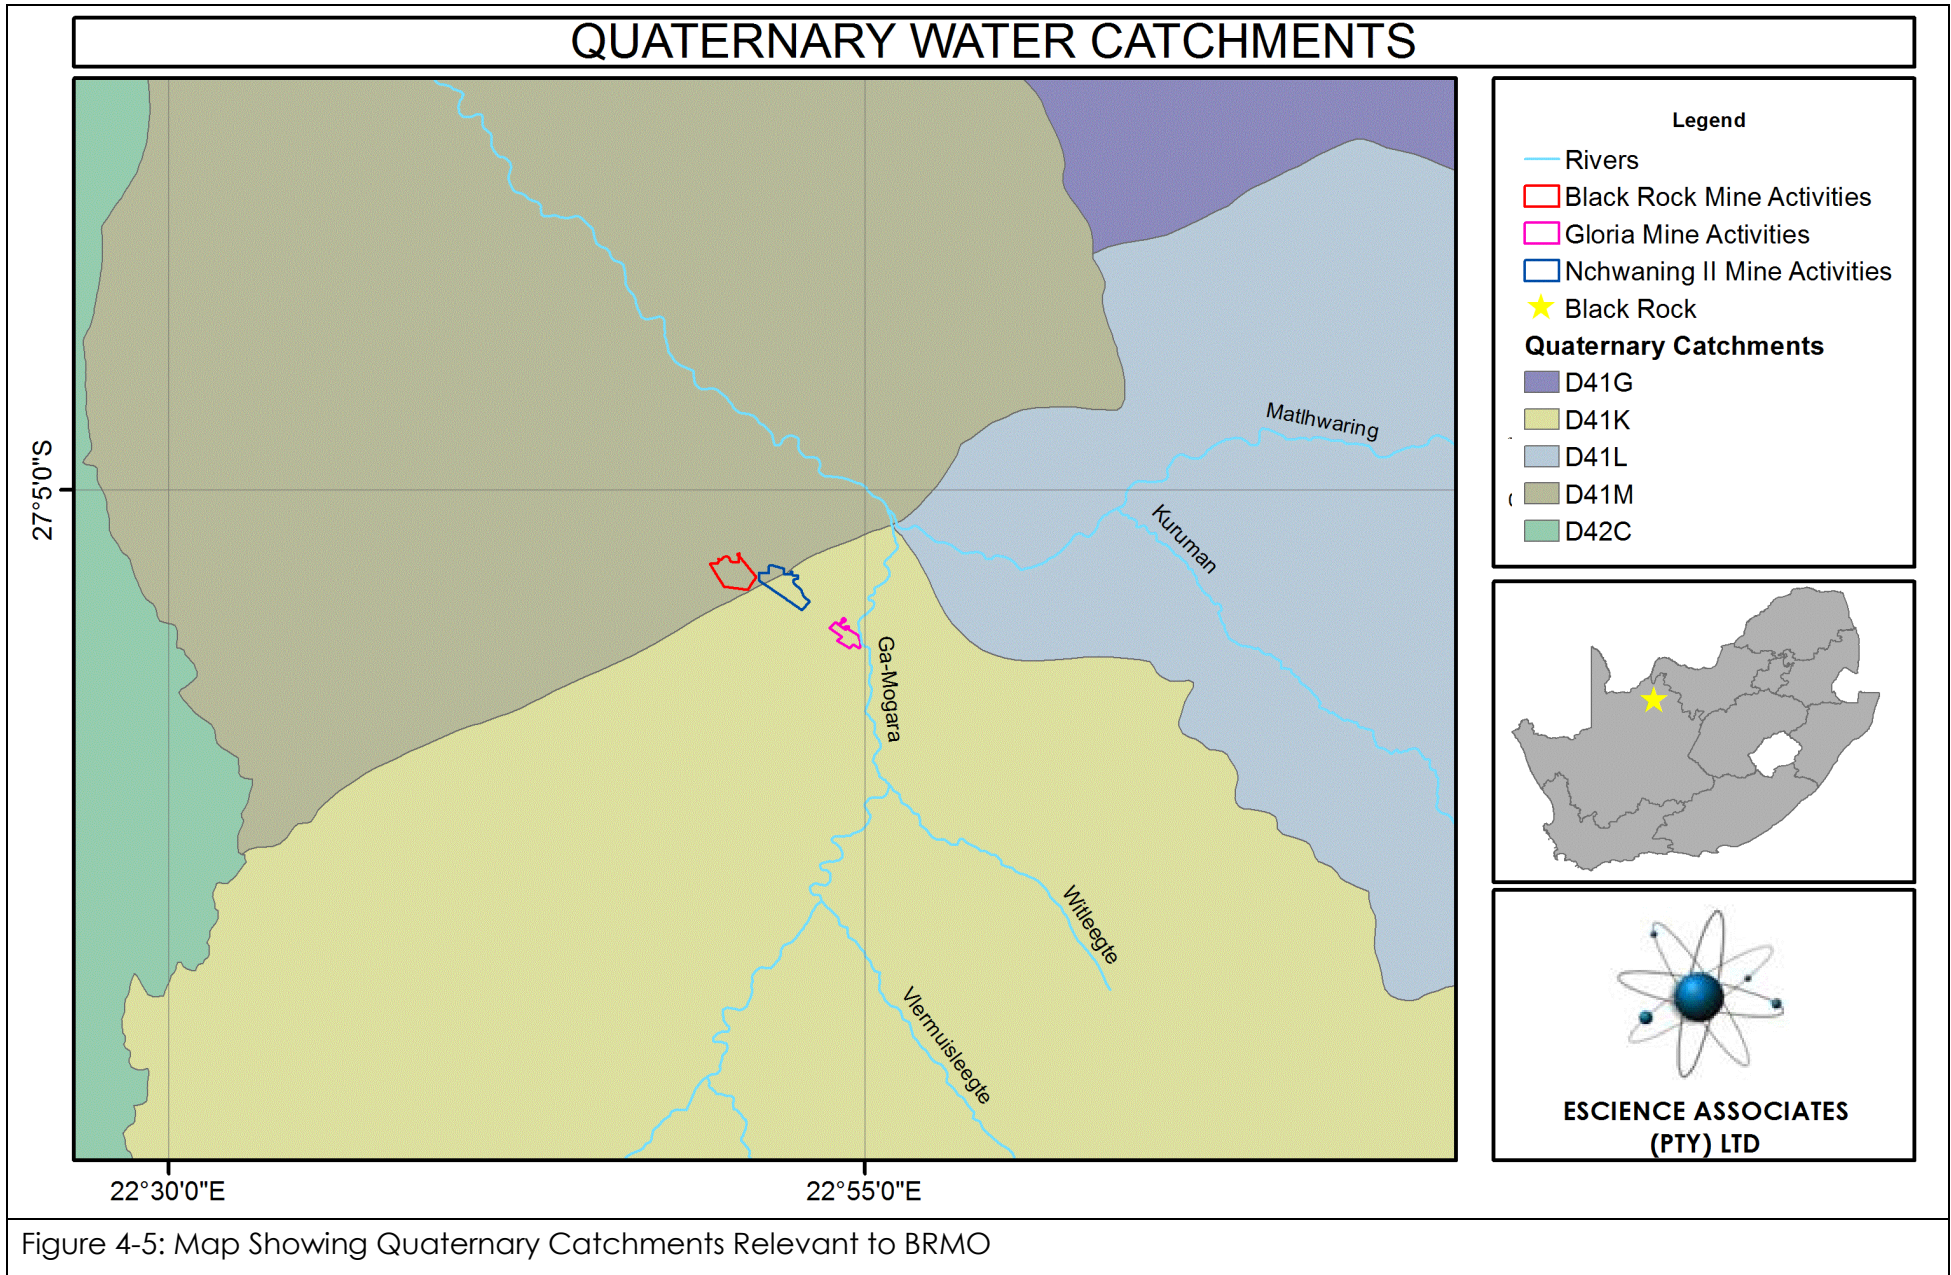 QUATERNARY WATER CATCHMENTS
27°5'0"S
22°30'0"E
22°55'0"E
Matlhwaring
Kuruman
Ga-Mogara
Witleegte
Vlermuisleegte
Legend
Rivers
Black Rock Mine Activities
Gloria Mine Activities
Nchwaning II Mine Activities
Black Rock
Quaternary Catchments
D41G
D41K
D41L
D41M
D42C
ESCIENCE ASSOCIATES
(PTY) LTD
Figure 4-5: Map Showing Quaternary Catchments Relevant to BRMO